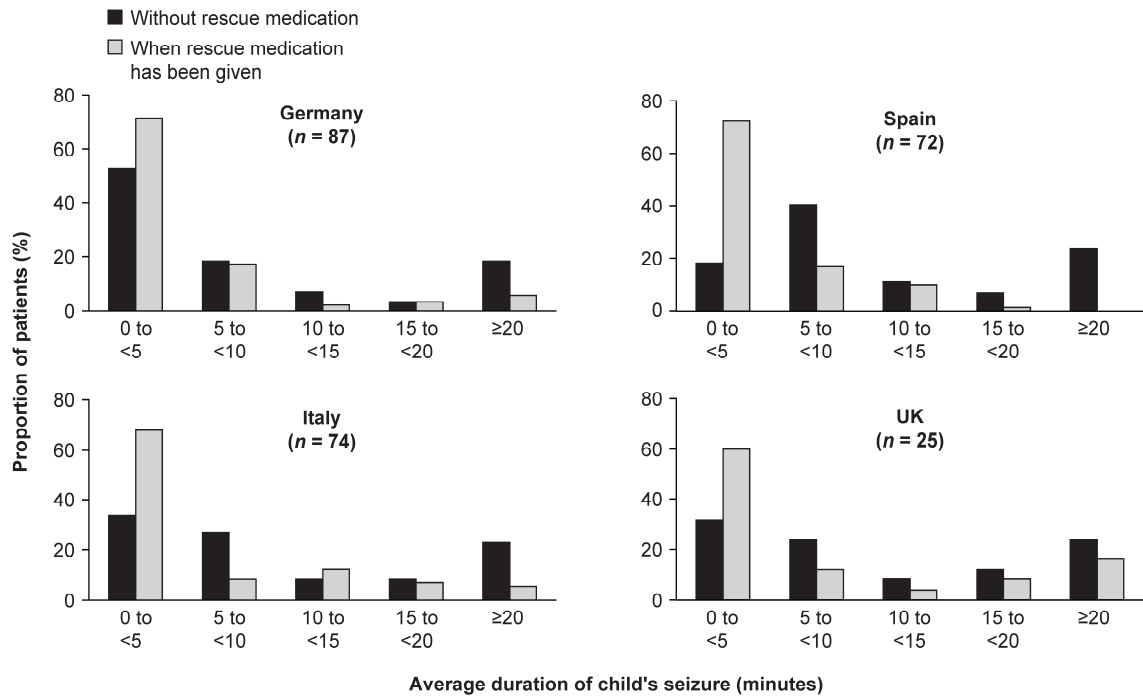 Without rescue medication
When rescue medication
has been given
Proportion of patients (%)
Germany
(n = 87)
80
60
40
20
0
0 to
<5
5 to
<10
10 to
<15
15 to
<20
≥20
Spain
(n = 72)
80
60
40
20
0
0 to
<5
5 to
<10
10 to
<15
15 to
<20
≥20
Italy
(n = 74)
80
60
40
20
0
0 to
<5
5 to
<10
10 to
<15
15 to
<20
≥20
UK
(n = 25)
80
60
40
20
0
0 to
<5
5 to
<10
10 to
<15
15 to
<20
≥20
Average duration of child's seizure (minutes)